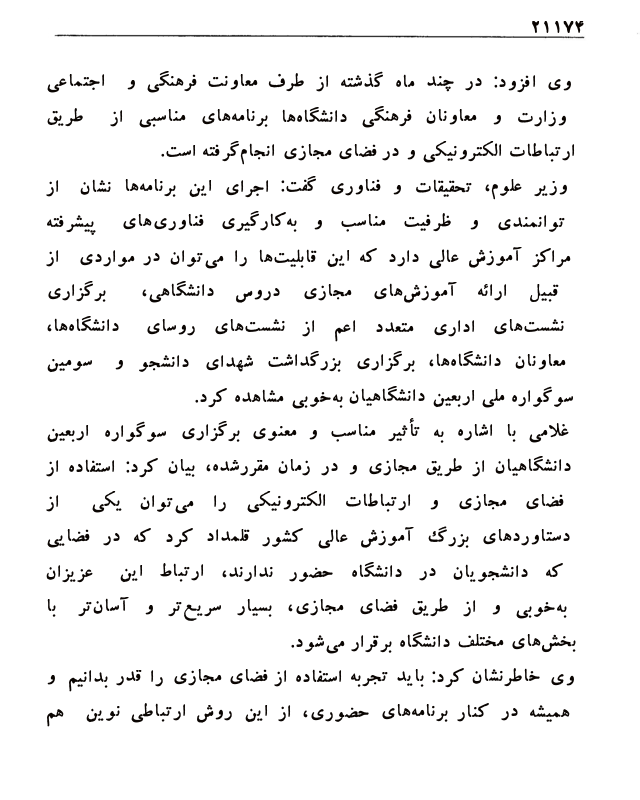 ۲۱۱۷۴
وی افزود: در چند ماه گذشته از طرف معاونت فرهنگی و اجتماعی
وزارت و معاونان فرهنگی دانشگاه‌ها برنامه‌های مناسبی از طریق
ارتباطات الکترونیکی و در فضای مجازی انجام‌گرفته است.
وزیر علوم، تحقیقات و فناوری گفت: اجرای این برنامه‌ها نشان از
توانمندی و ظرفیت مناسب و به‌کارگیری فناوری‌های پیشرفته
مراکز آموزش عالی دارد که این قابلیت‌ها را می‌توان در مواردی از
قبیل ارائه آموزش‌های مجازی دروس دانشگاهی، برگزاری
نشست‌های اداری متعدد اعم از نشست‌های روسای دانشگاه‌ها،
معاونان دانشگاه‌ها، برگزاری بزرگداشت شهدای دانشجو و سومین
سوگواره ملی اربعین دانشگاهیان به‌خوبی مشاهده کرد.
غلامی با اشاره به تأثیر مناسب و معنوی برگزاری سوگواره اربعین
دانشگاهیان از طریق مجازی و در زمان مقررشده، بیان کرد: استفاده از
فضای مجازی و ارتباطات الکترونیکی را می‌توان یکی از
دستاوردهای بزرگ آموزش عالی کشور قلمداد کرد که در فضایی
که دانشجویان در دانشگاه حضور ندارند، ارتباط این عزیزان
به‌خوبی و از طریق فضای مجازی، بسیار سریع‌تر و آسان‌تر با
بخش‌های مختلف دانشگاه برقرار می‌شود.
وی خاطرنشان کرد: باید تجربه استفاده از فضای مجازی را قدر بدانیم و
همیشه در کنار برنامه‌های حضوری، از این روش ارتباطی نوین هم